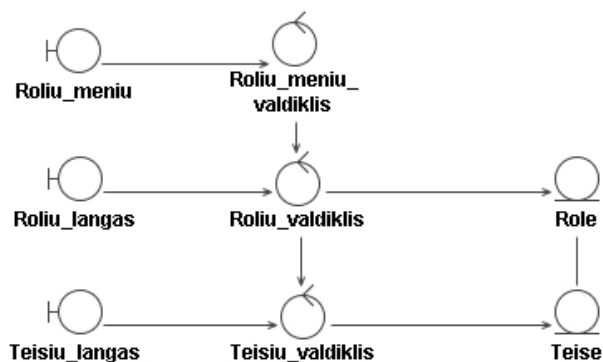 Roliu_meniu
Roliu_meniu_
valdiklis
Roliu_langas
Roliu_valdiklis
Role
Teisiu_langas
Teisiu_valdiklis
Teise